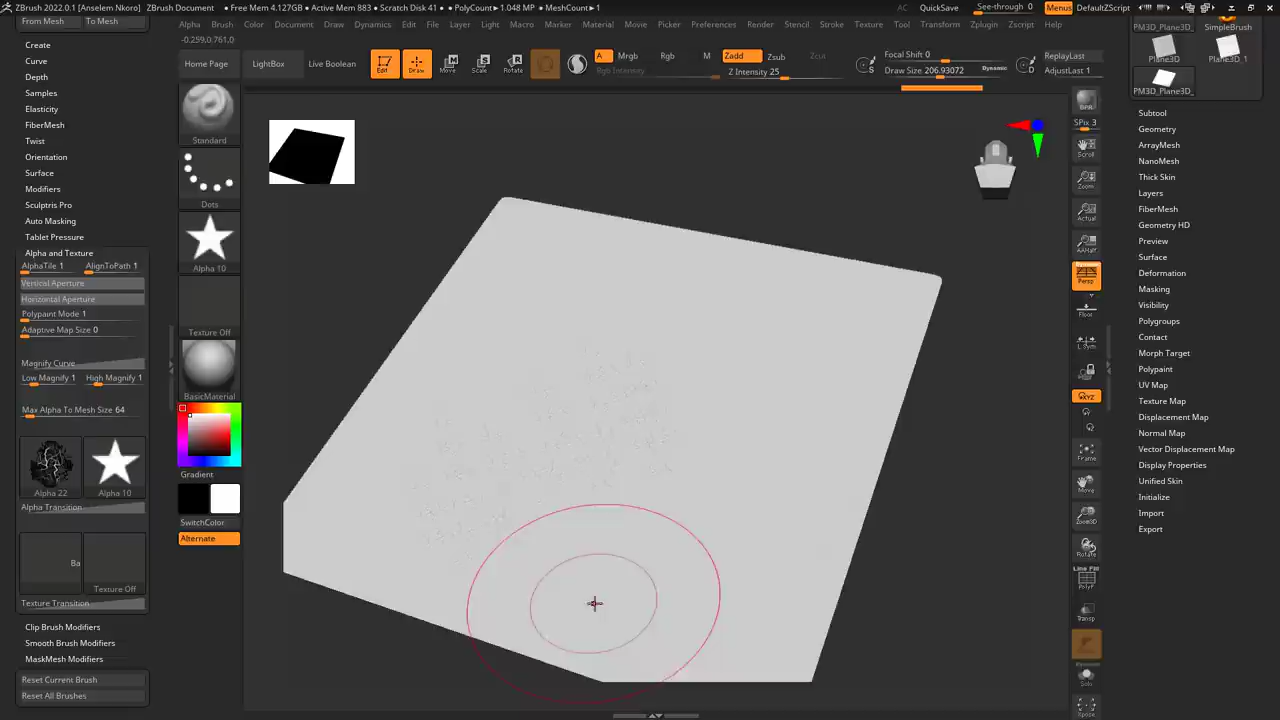 ZBrush 2022.0.1 [Anselem Nkoro]  ZBrush Document  • Free Mem 4.127GB • Active Mem 883 • Scratch Disk 41 • PolyCount▸1.048 MP • MeshCount▸1
AC QuickSave See-through 0 Menus DefaultZScript
From Mesh To Mesh
Alpha Brush Color Document Draw Dynamics Edit File Layer Light Macro Marker Material Movie Picker Preferences Render Stencil Stroke Texture Tool Transform Zplugin Zscript Help
-0.259,0.761,0
Home Page LightBox Live Boolean
Edit Draw Move Scale Rotate
A Mrgb Rgb M Zadd Zsub Zcut
Rgb Intensity Z Intensity 25
Focal Shift 0
Draw Size 206.93072 Dynamic
S D
ReplayLast
AdjustLast 1
PM3D_Plane3D_ SimpleBrush
Plane3D Plane3D_1
PM3D_Plane3D_
Create
Curve
Depth
Samples
Elasticity
FiberMesh
Twist
Orientation
Surface
Modifiers
Sculptris Pro
Auto Masking
Tablet Pressure
Alpha and Texture
AlphaTile 1 AlignToPath 1
Vertical Aperture
Horizontal Aperture
Polypaint Mode 1
Adaptive Map Size 0
Magnify Curve
Low Magnify 1 High Magnify 1
Max Alpha To Mesh Size 64
Alpha 22 Alpha 10
Alpha Transition
Ba
Texture Off
Texture Transition
Clip Brush Modifiers
Smooth Brush Modifiers
MaskMesh Modifiers
Reset Current Brush
Reset All Brushes
Standard
Dots
Alpha 10
Texture Off
BasicMaterial
Gradient
SwitchColor
Alternate
BPR
SPix 3
Scroll
Zoom
Actual
AAHalf
Dynamic
Persp
Floor
L.Sym
XYZ
Frame
Move
Zoom3D
Rotate
Line Fill
PolyF
Transp
Dynamic
Solo
Xpose
Subtool
Geometry
ArrayMesh
NanoMesh
Thick Skin
Layers
FiberMesh
Geometry HD
Preview
Surface
Deformation
Masking
Visibility
Polygroups
Contact
Morph Target
Polypaint
UV Map
Texture Map
Displacement Map
Normal Map
Vector Displacement Map
Display Properties
Unified Skin
Initialize
Import
Export